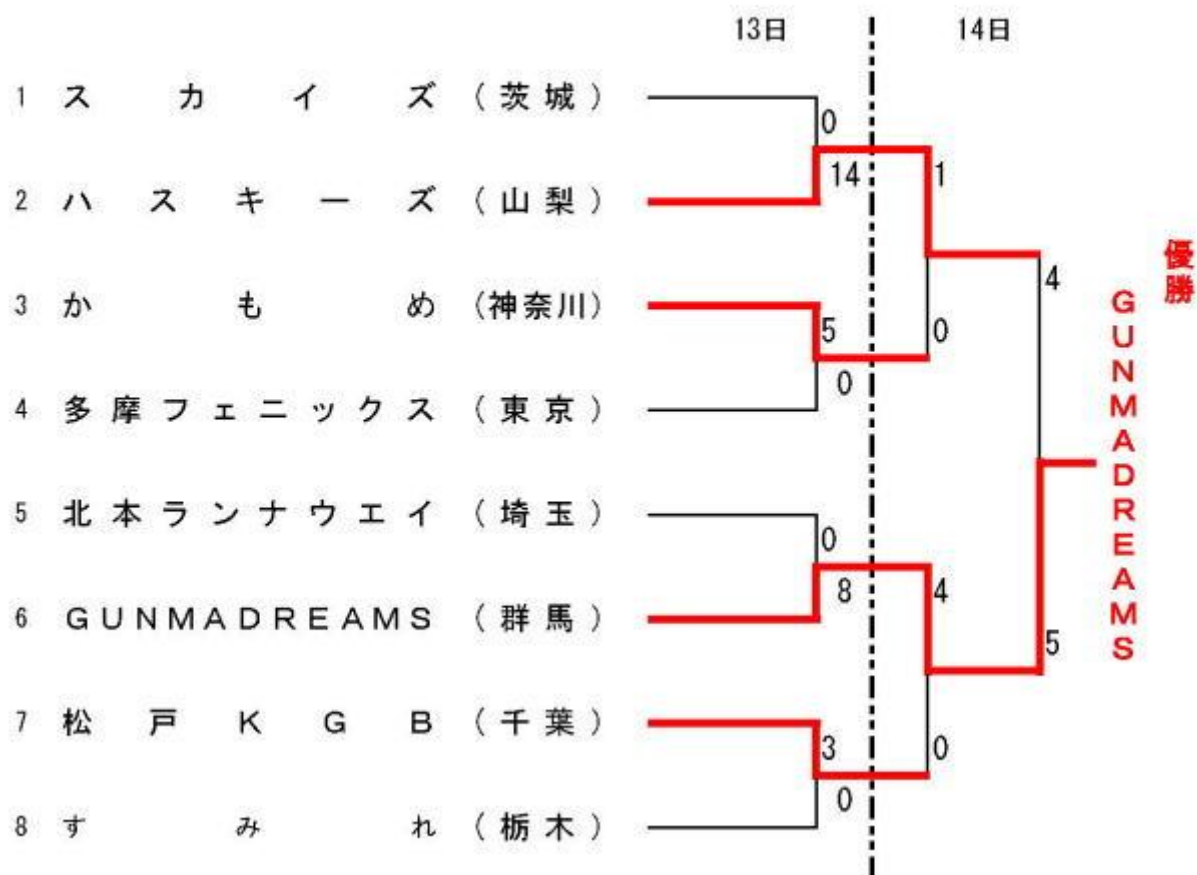 13日 14日
1 スカイズ (茨城)
0
14 1
2 ハスキーズ (山梨)
優勝
4
3 かもめ (神奈川)
5 0
0
4 多摩フェニックス (東京)
GUNMADREAMS
5 北本ランナウエイ (埼玉)
0
8 4
6 GUNMADREAMS (群馬)
5
7 松戸KGB (千葉)
3 0
0
8 すみれ (栃木)